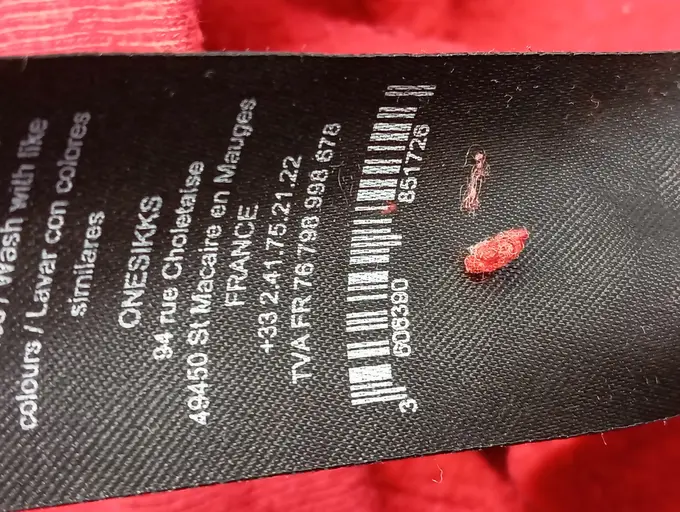 / Wash with like
colours / Lavar con colores
similares
ONESIKKS
94 rue Choletaise
49450 St Macaire en Mauges
FRANCE
+33 2.41.75.21.22
TVA FR 76 798 998 678
3 606390 851726